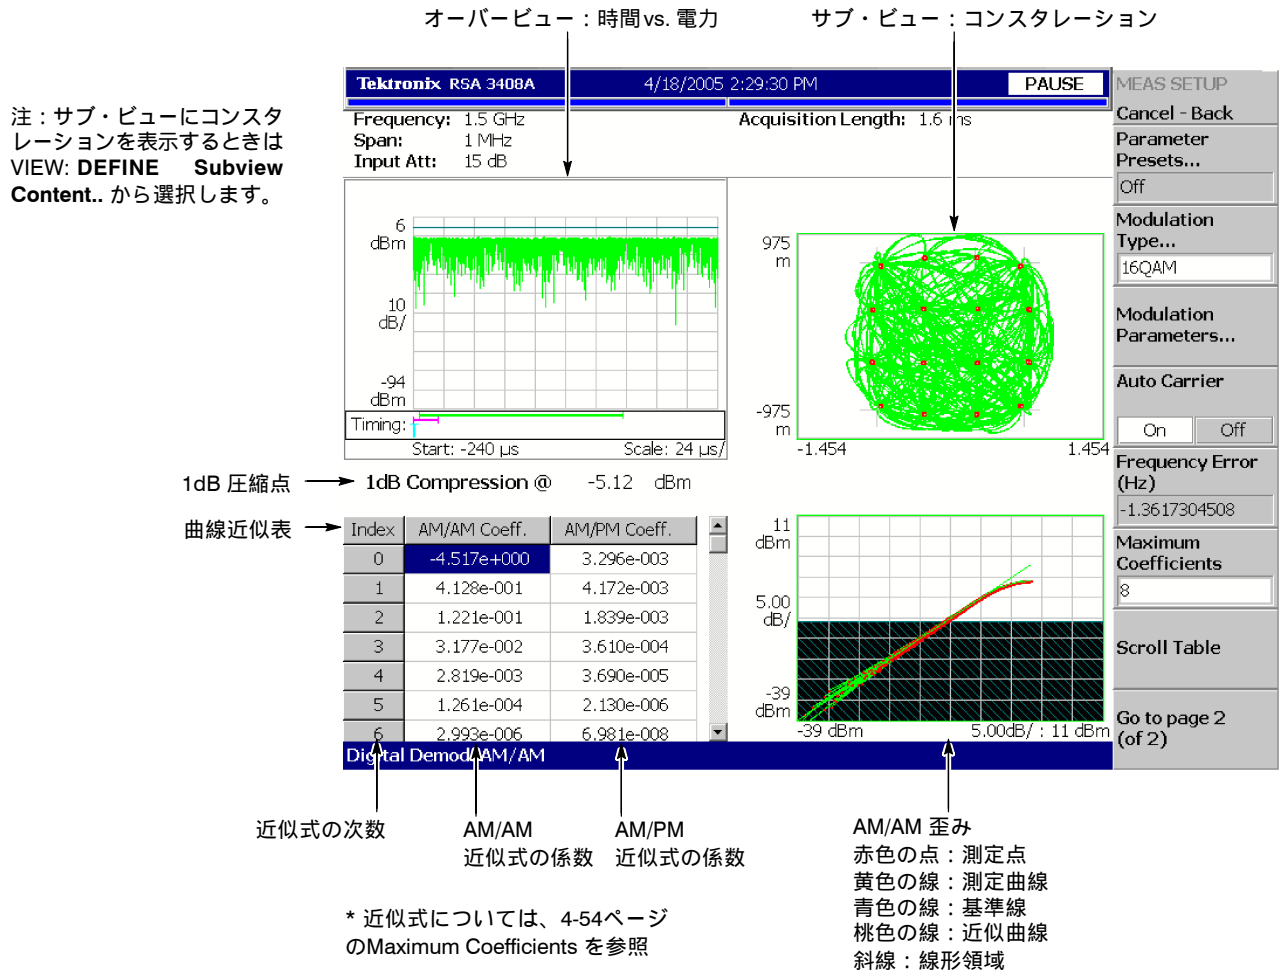 オーバービュー：時間 vs. 電力
サブ・ビュー：コンスタレーション
注：サブ・ビューにコンスタ
レーションを表示するときは
VIEW: DEFINE Subview
Content.. から選択します。
Tektronix RSA 3408A
4/18/2005 2:29:30 PM
PAUSE
Frequency: 1.5 GHz
Acquisition Length: 1.6 ms
Span: 1 MHz
Input Att: 15 dB
6
dBm
10
dB/
-94
dBm
Timing:
Start: -240 µs
Scale: 24 µs/
975
m
-975
m
-1.454
1.454
1dB 圧縮点
1dB Compression @ -5.12 dBm
曲線近似表
Index AM/AM Coeff. AM/PM Coeff.
0 -4.517e+000 3.296e-003
1 4.128e-001 4.172e-003
2 1.221e-001 1.839e-003
3 3.177e-002 3.610e-004
4 2.819e-003 3.690e-005
5 1.261e-004 2.130e-006
6 2.993e-006 6.981e-008
11
dBm
5.00
dB/
-39
dBm
-39 dBm
5.00dB/ : 11 dBm
Digital Demod: AM/AM
MEAS SETUP
Cancel - Back
Parameter
Presets...
Off
Modulation
Type...
16QAM
Modulation
Parameters...
Auto Carrier
On Off
Frequency Error
(Hz)
-1.3617304508
Maximum
Coefficients
8
Scroll Table
Go to page 2
(of 2)
近似式の次数
AM/AM
近似式の係数
AM/PM
近似式の係数
* 近似式については、4-54ページ
のMaximum Coefficients を参照
AM/AM 歪み
赤色の点：測定点
黄色の線：測定曲線
青色の線：基準線
桃色の線：近似曲線
斜線：線形領域